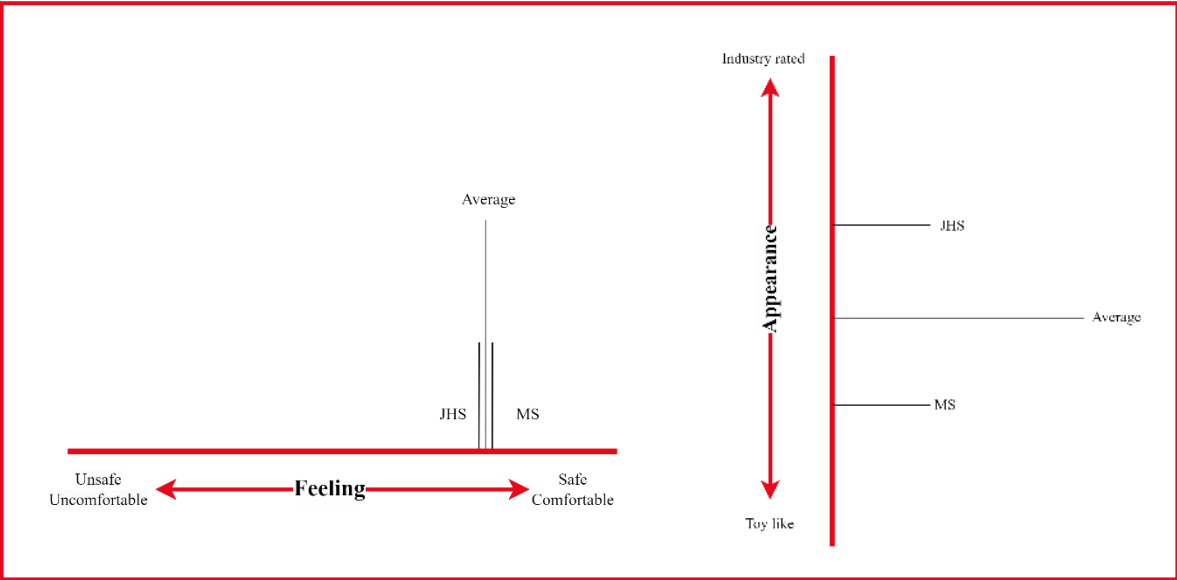 Average
JHS
MS
Unsafe
Uncomfortable
Feeling
Safe
Comfortable
Industry rated
Appearance
JHS
Average
MS
Toy like